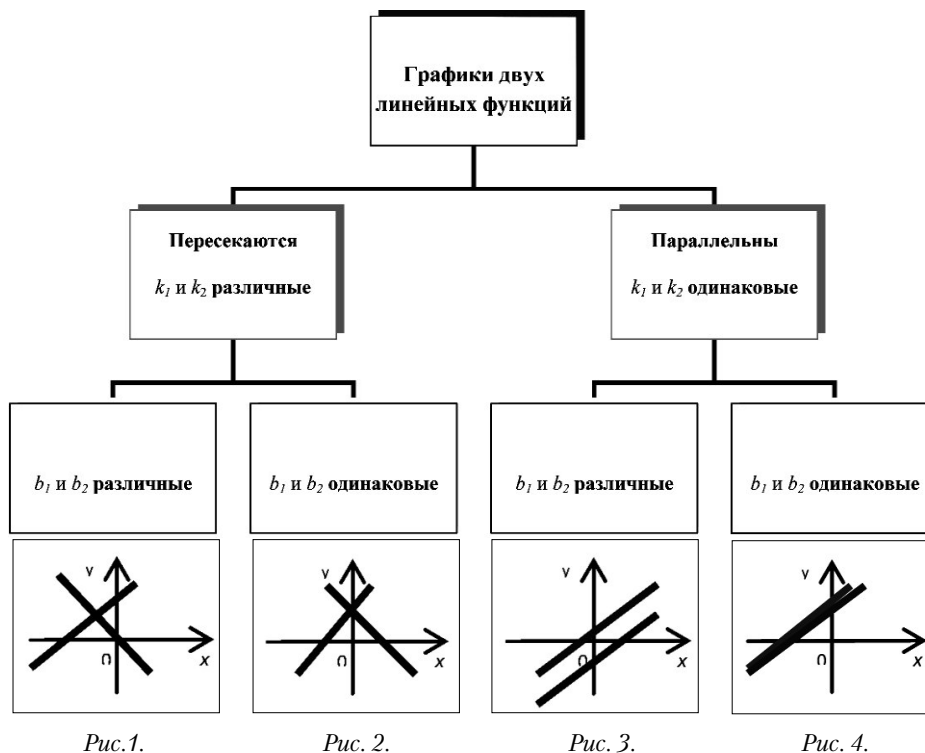 Графики двух
линейных функций
Пересекаются
k₁ и k₂ различные
Параллельны
k₁ и k₂ одинаковые
b₁ и b₂ различные
b₁ и b₂ одинаковые
b₁ и b₂ различные
b₁ и b₂ одинаковые
y
0
x
y
0
x
y
0
x
y
0
x
Рис.1.
Рис. 2.
Рис. 3.
Рис. 4.